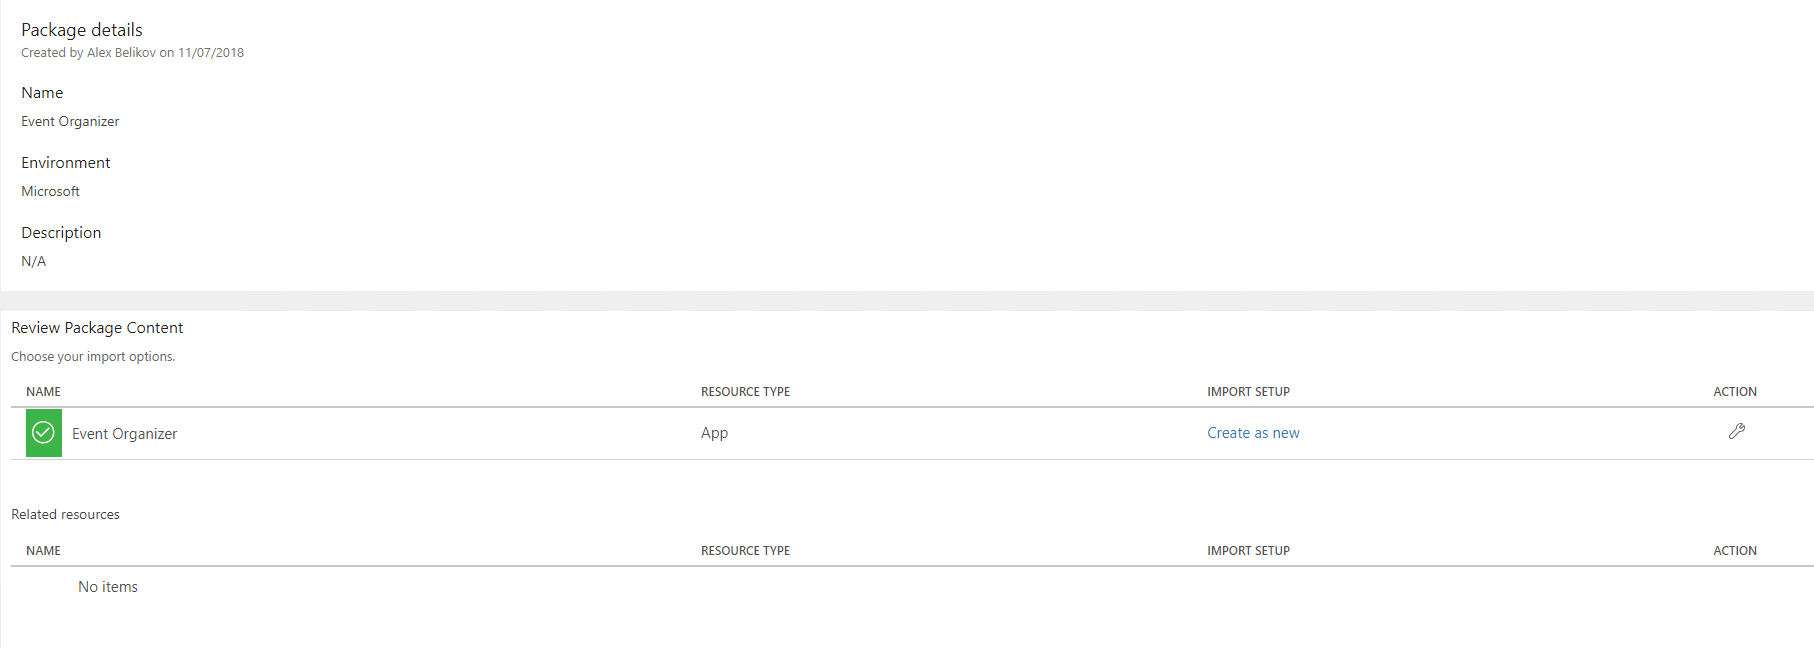 Package details
Created by Alex Belikov on 11/07/2018
Name
Event Organizer
Environment
Microsoft
Description
N/A
Review Package Content
Choose your import options.
NAME RESOURCE TYPE IMPORT SETUP ACTION
Event Organizer App Create as new
Related resources
NAME RESOURCE TYPE IMPORT SETUP ACTION
No items